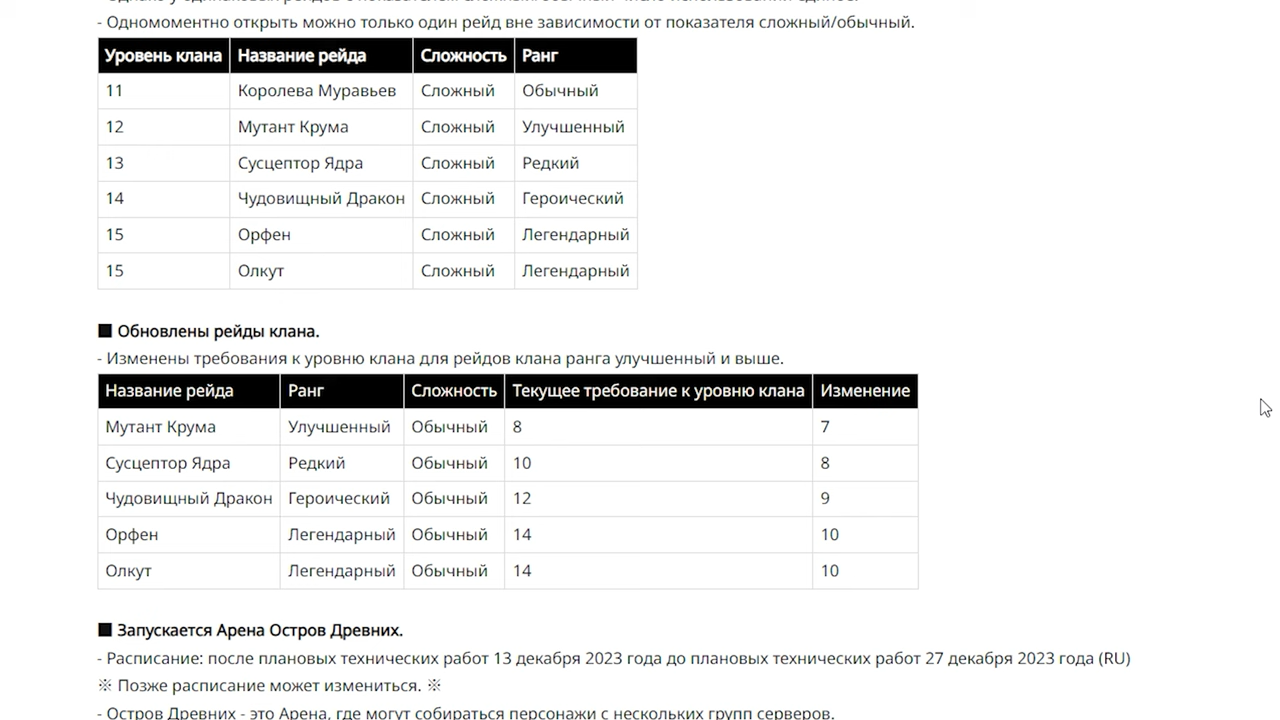 - Одномоментно открыть можно только один рейд вне зависимости от показателя сложный/обычный.
Уровень клана Название рейда Сложность Ранг
11 Королева Муравьев Сложный Обычный
12 Мутант Крума Сложный Улучшенный
13 Сусцептор Ядра Сложный Редкий
14 Чудовищный Дракон Сложный Героический
15 Орфен Сложный Легендарный
15 Олкут Сложный Легендарный
■ Обновлены рейды клана.
- Изменены требования к уровню клана для рейдов клана ранга улучшенный и выше.
Название рейда Ранг Сложность Текущее требование к уровню клана Изменение
Мутант Крума Улучшенный Обычный 8 7
Сусцептор Ядра Редкий Обычный 10 8
Чудовищный Дракон Героический Обычный 12 9
Орфен Легендарный Обычный 14 10
Олкут Легендарный Обычный 14 10
■ Запускается Арена Остров Древних.
- Расписание: после плановых технических работ 13 декабря 2023 года до плановых технических работ 27 декабря 2023 года (RU)
※ Позже расписание может измениться. ※
- Остров Древних - это Арена, где могут собираться персонажи с нескольких групп серверов.